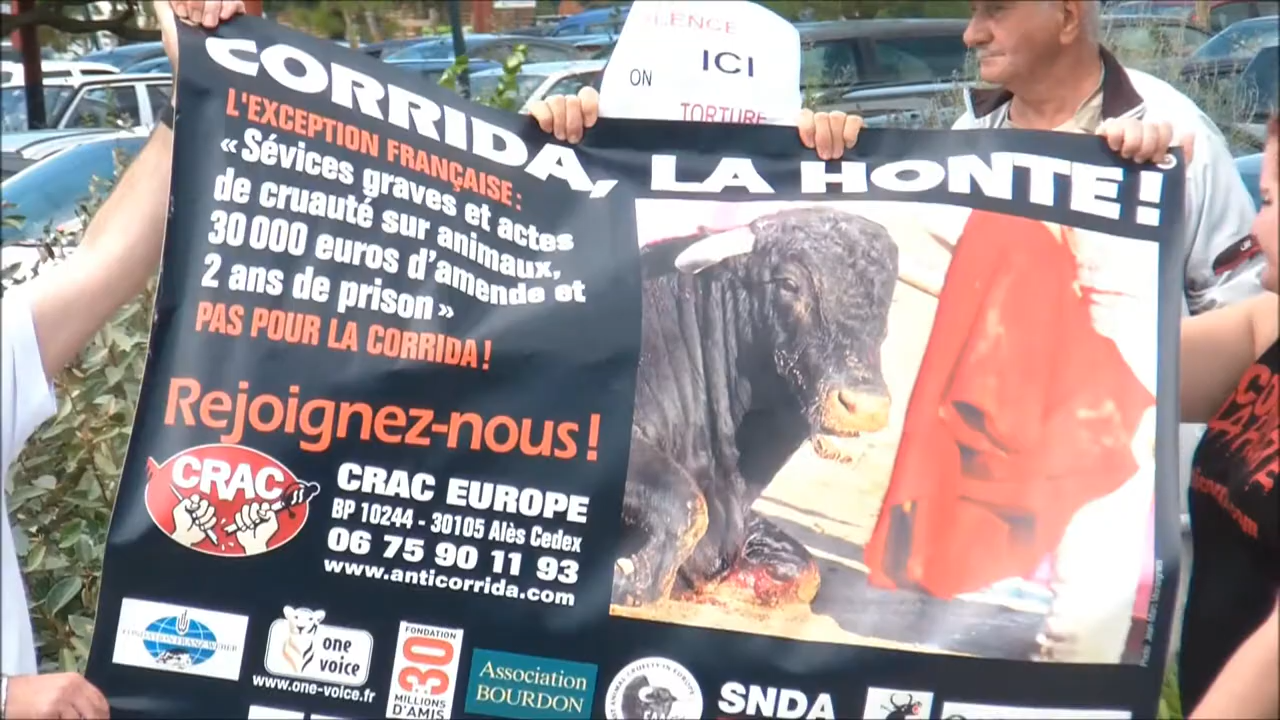 ICI
ON
TORTURE
CORRIDA, LA HONTE !
L'EXCEPTION FRANÇAISE :
« Sévices graves et actes
de cruauté sur animaux,
30 000 euros d'amende et
2 ans de prison »
PAS POUR LA CORRIDA !
Rejoignez-nous !
CRAC
CRAC EUROPE
BP 10244 - 30105 Alès Cedex
06 75 90 11 93
www.anticorrida.com
FONDATION FRANZ WEBER
one
voice
www.one-voice.fr
FONDATION
30
MILLIONS
D'AMIS
Association
BOURDON
SNDA